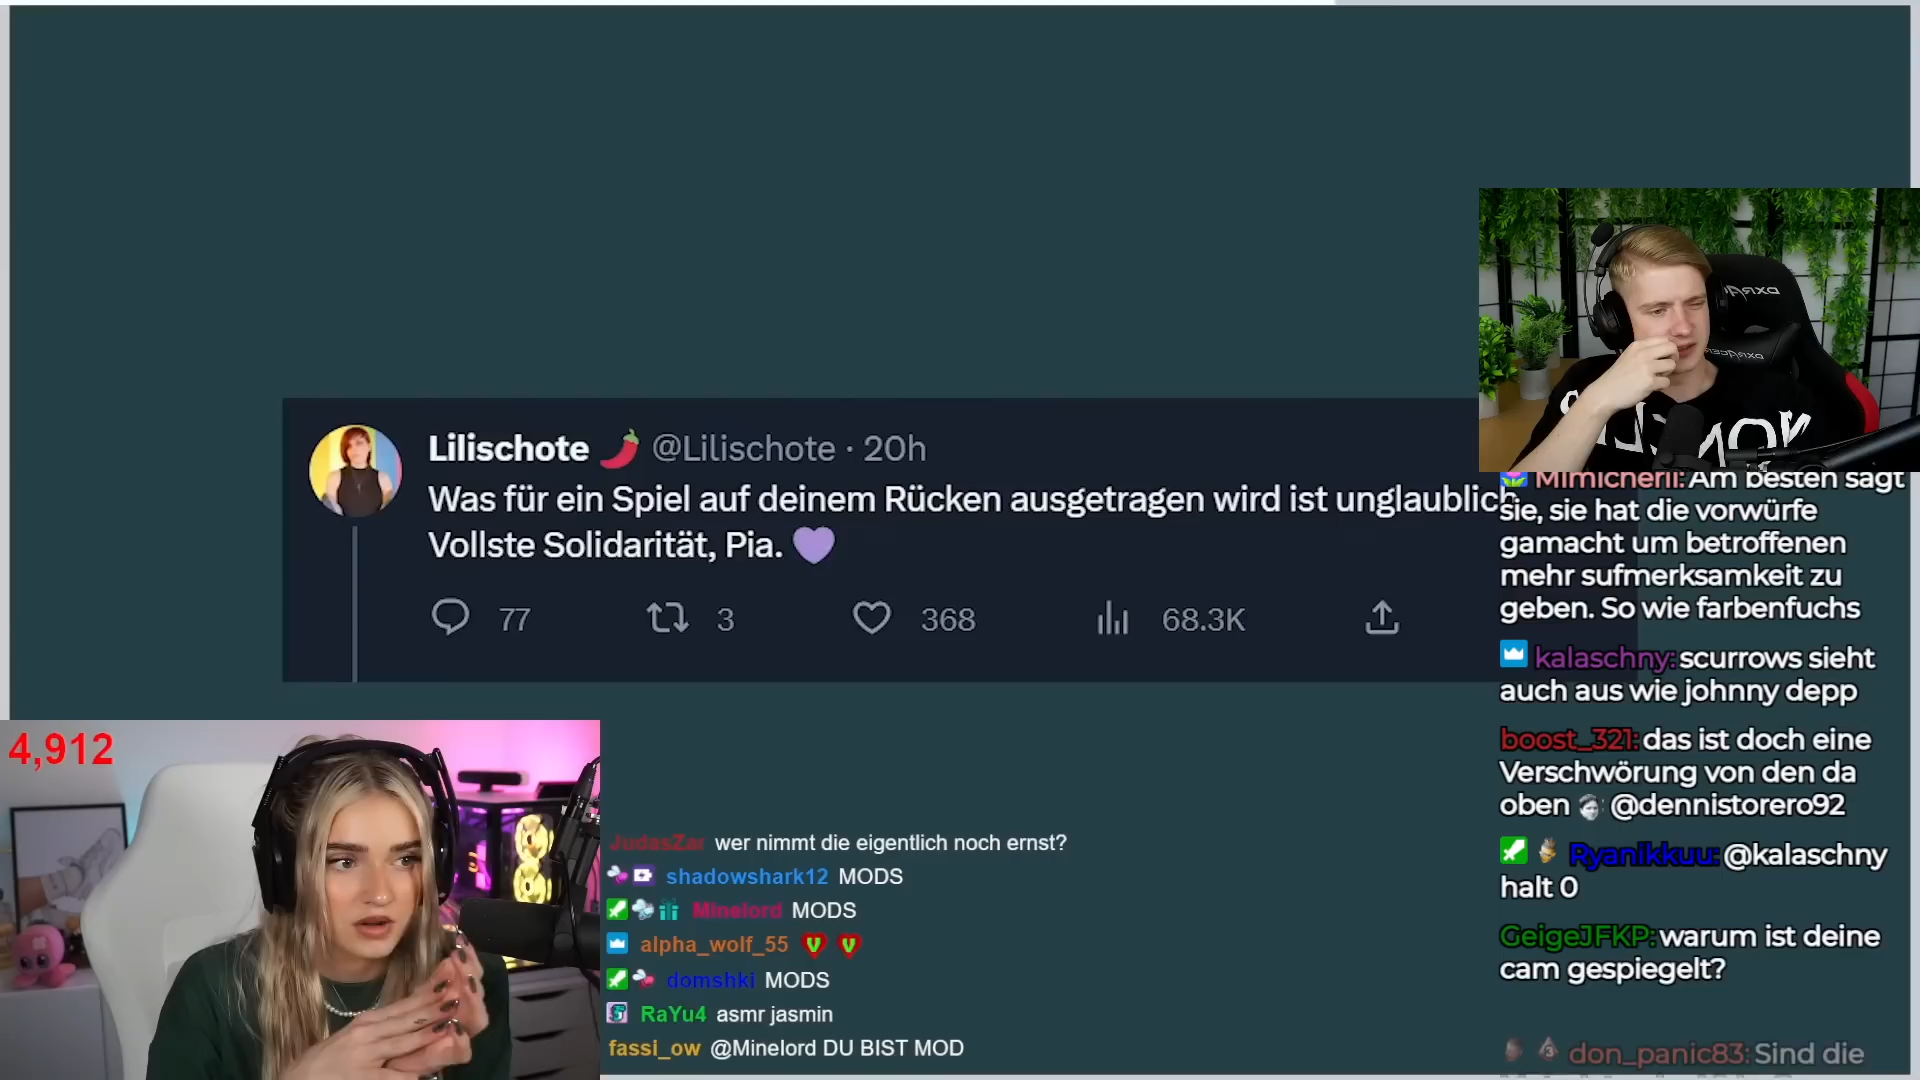 Lilischote @Lilischote · 20h
Was für ein Spiel auf deinem Rücken ausgetragen wird ist unglaublich
Vollste Solidarität, Pia.
77 3 368 68.3K
4,912
JudasZar wer nimmt die eigentlich noch ernst?
shadowshark12 MODS
Minelord MODS
alpha_wolf_55
domshki MODS
RaYu4 asmr jasmin
fassi_ow @Minelord DU BIST MOD
Mimicherii: Am besten sagt
sie, sie hat die vorwürfe
gamacht um betroffenen
mehr sufmerksamkeit zu
geben. So wie farbenfuchs
kalaschny: scurrows sieht
auch aus wie johnny depp
boost_321: das ist doch eine
Verschwörung von den da
oben @dennistorero92
Ryanikkuu: @kalaschny
halt 0
GeigeJFKP: warum ist deine
cam gespiegelt?
don_panic83: Sind die